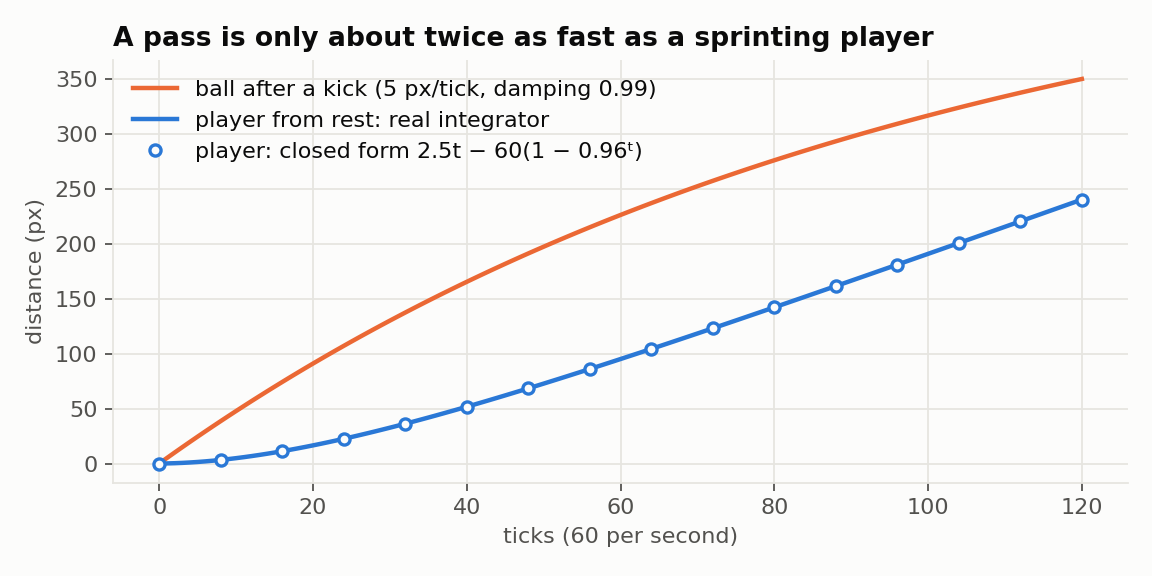 A pass is only about twice as fast as a sprinting player
ball after a kick (5 px/tick, damping 0.99)
player from rest: real integrator
player: closed form 2.5t − 60(1 − 0.96ᵗ)
distance (px)
350
300
250
200
150
100
50
0
0 20 40 60 80 100 120
ticks (60 per second)